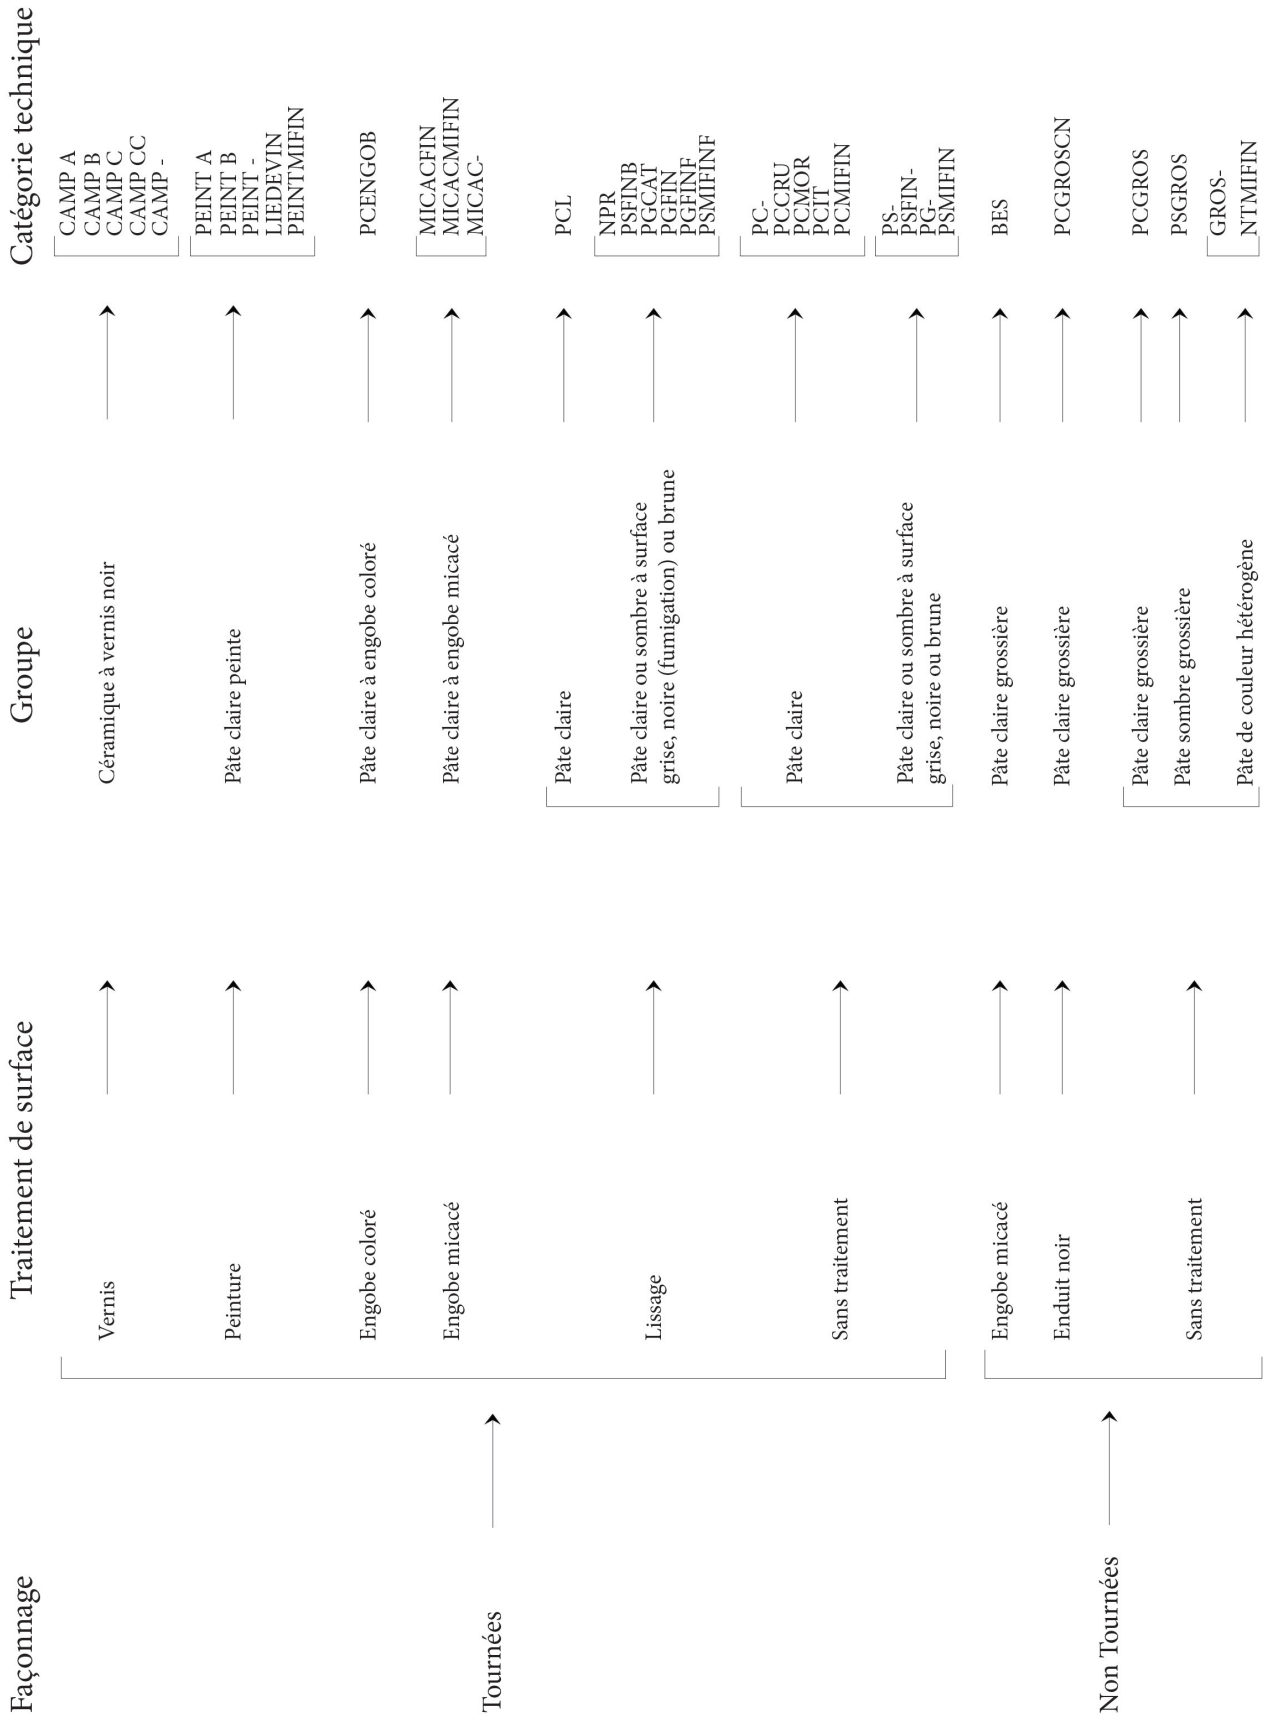 Façonnage
Traitement de surface
Groupe
Catégorie technique
Tournées
Vernis
Céramique à vernis noir
CAMP A
CAMP B
CAMP C
CAMP CC
CAMP -
Peinture
Pâte claire peinte
PEINT A
PEINT B
PEINT -
LIEDEVIN
PEINTMIFIN
Engobe coloré
Pâte claire à engobe coloré
PCENGOB
Engobe micacé
Pâte claire à engobe micacé
MICACFIN
MICACMIFIN
MICAC-
Lissage
Pâte claire
PCL
Pâte claire ou sombre à surface
grise, noire (fumigation) ou brune
NPR
PSFINB
PGCAT
PGFIN
PGFINF
PSMIFINF
Sans traitement
Pâte claire
PC-
PCCRU
PCMOR
PCIT
PCMIFIN
Pâte claire ou sombre à surface
grise, noire ou brune
PS-
PSFIN-
PG-
PSMIFIN
Non Tournées
Engobe micacé
Pâte claire grossière
BES
Enduit noir
Pâte claire grossière
PCGROSCN
Sans traitement
Pâte claire grossière
PCGROS
Pâte sombre grossière
PSGROS
Pâte de couleur hétérogène
GROS-
NTMIFIN